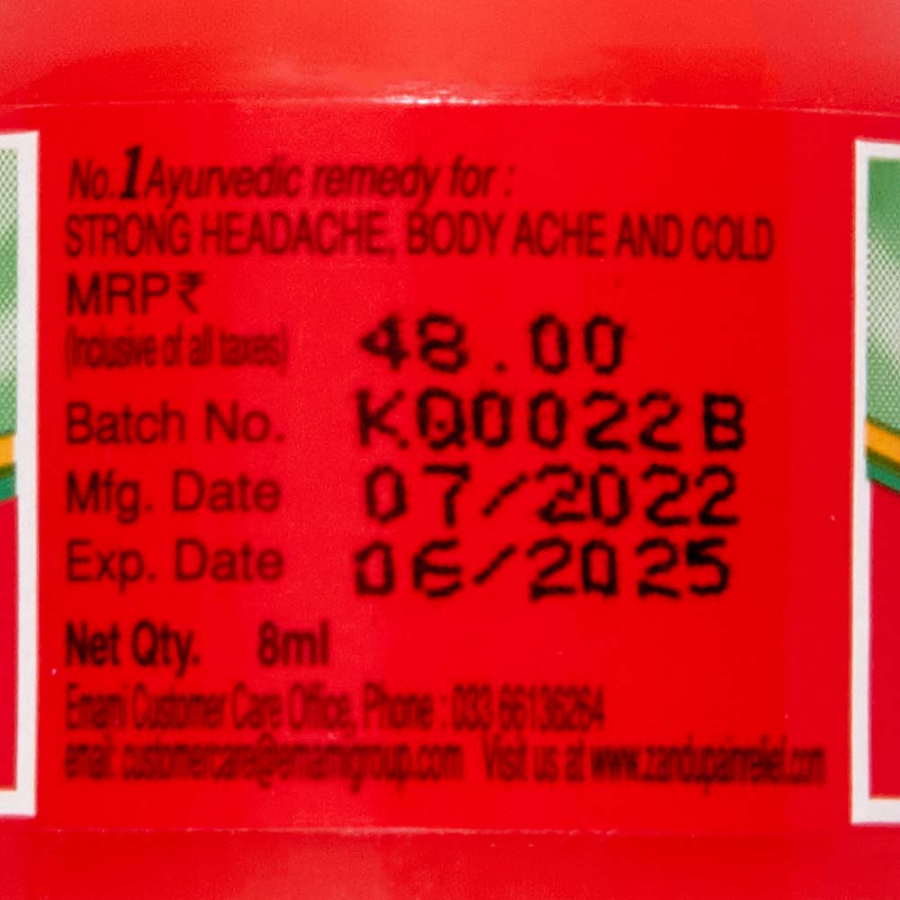 No.1 Ayurvedic remedy for :
STRONG HEADACHE, BODY ACHE AND COLD
MRP₹
(Inclusive of all taxes) 48.00
Batch No. KQ0022B
Mfg. Date 07/2022
Exp. Date 06/2025
Net Qty. 8ml
Emami Customer Care Office, Phone : 033 66136264
email: customercare@emamigroup.com Visit us at www.zandupainrelief.com